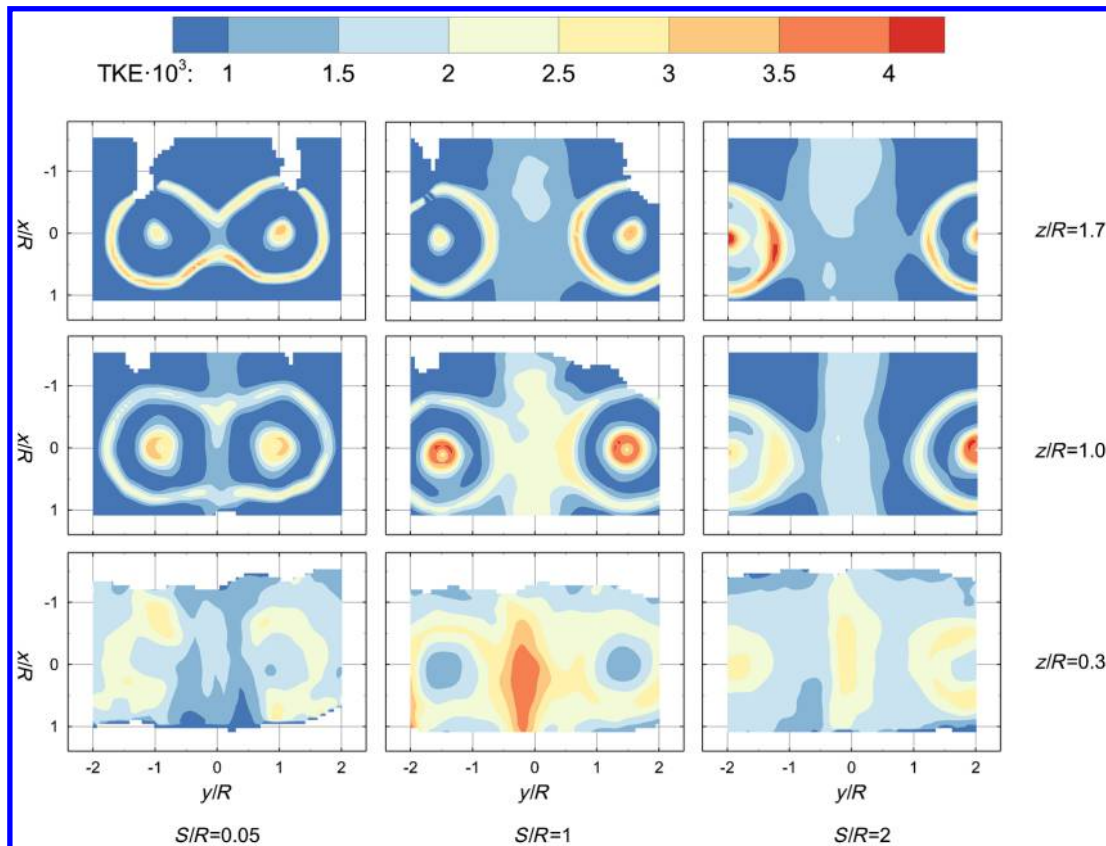 TKE·10³: 1 1.5 2 2.5 3 3.5 4
x/R -1 0 1 z/R=1.7
x/R -1 0 1 z/R=1.0
x/R -1 0 1 z/R=0.3
-2 -1 0 1 2 -2 -1 0 1 2 -2 -1 0 1 2
y/R y/R y/R
S/R=0.05 S/R=1 S/R=2